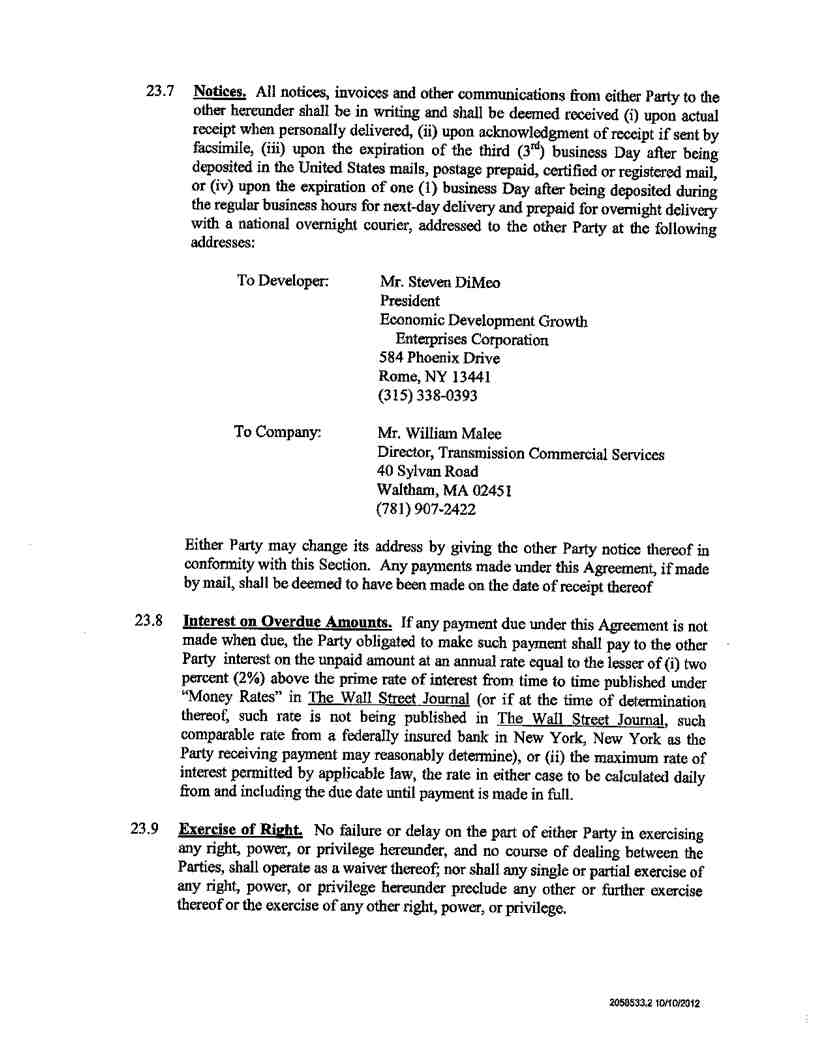 23.7 Notices. All notices, invoices and other communications from either Party to the
other hereunder shall be in writing and shall be deemed received (i) upon actual
receipt when personally delivered, (ii) upon acknowledgment of receipt if sent by
facsimile, (iii) upon the expiration of the third (3rd) business Day after being
deposited in the United States mails, postage prepaid, certified or registered mail,
or (iv) upon the expiration of one (1) business Day after being deposited during
the regular business hours for next-day delivery and prepaid for overnight delivery
with a national overnight courier, addressed to the other Party at the following
addresses:
To Developer: Mr. Steven DiMeo
President
Economic Development Growth
Enterprises Corporation
584 Phoenix Drive
Rome, NY 13441
(315) 338-0393
To Company: Mr. William Malee
Director, Transmission Commercial Services
40 Sylvan Road
Waltham, MA 02451
(781) 907-2422
Either Party may change its address by giving the other Party notice thereof in
conformity with this Section. Any payments made under this Agreement, if made
by mail, shall be deemed to have been made on the date of receipt thereof
23.8 Interest on Overdue Amounts. If any payment due under this Agreement is not
made when due, the Party obligated to make such payment shall pay to the other
Party interest on the unpaid amount at an annual rate equal to the lesser of (i) two
percent (2%) above the prime rate of interest from time to time published under
"Money Rates" in The Wall Street Journal (or if at the time of determination
thereof, such rate is not being published in The Wall Street Journal, such
comparable rate from a federally insured bank in New York, New York as the
Party receiving payment may reasonably determine), or (ii) the maximum rate of
interest permitted by applicable law, the rate in either case to be calculated daily
from and including the due date until payment is made in full.
23.9 Exercise of Right. No failure or delay on the part of either Party in exercising
any right, power, or privilege hereunder, and no course of dealing between the
Parties, shall operate as a waiver thereof; nor shall any single or partial exercise of
any right, power, or privilege hereunder preclude any other or further exercise
thereof or the exercise of any other right, power, or privilege.
2058533.2 10/10/2012